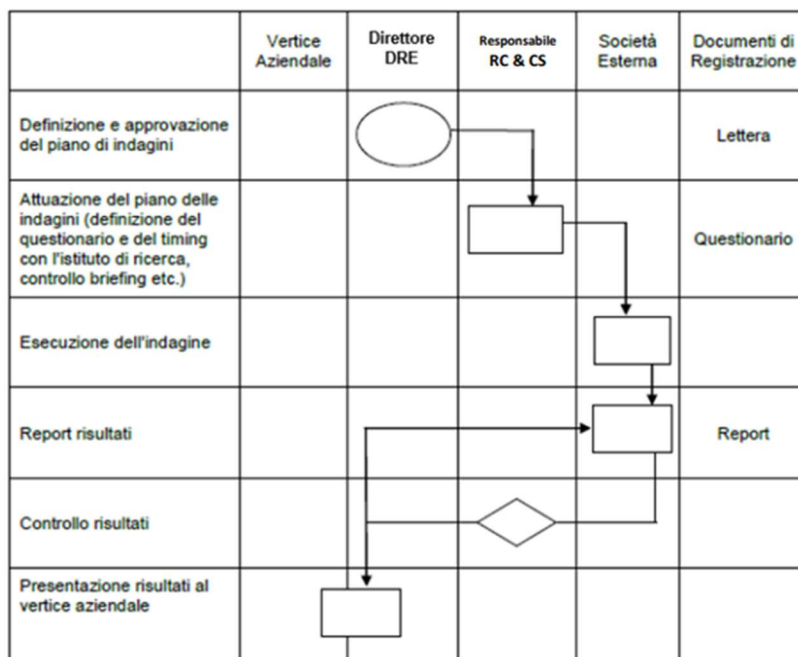 Vertice
Aziendale
Direttore
DRE
Responsabile
RC & CS
Società
Esterna
Documenti di
Registrazione
Definizione e approvazione
del piano di indagini
Lettera
Attuazione del piano delle
indagini (definizione del
questionario e del timing
con l'istituto di ricerca,
controllo briefing etc.)
Questionario
Esecuzione dell'indagine
Report risultati
Report
Controllo risultati
Presentazione risultati al
vertice aziendale